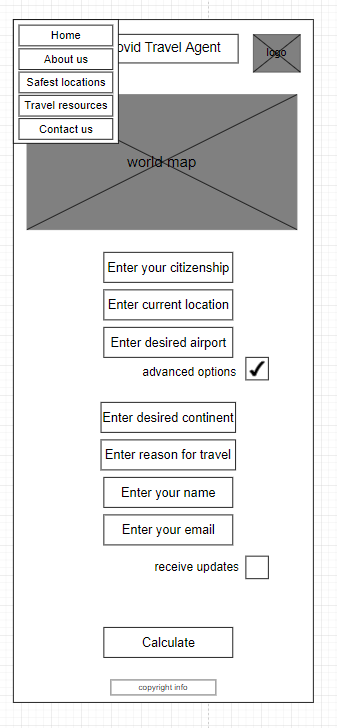 Home
ovid Travel Agent
logo
About us
Safest locations
Travel resources
Contact us
world map
Enter your citizenship
Enter current location
Enter desired airport
advanced options
Enter desired continent
Enter reason for travel
Enter your name
Enter your email
receive updates
Calculate
copyright info